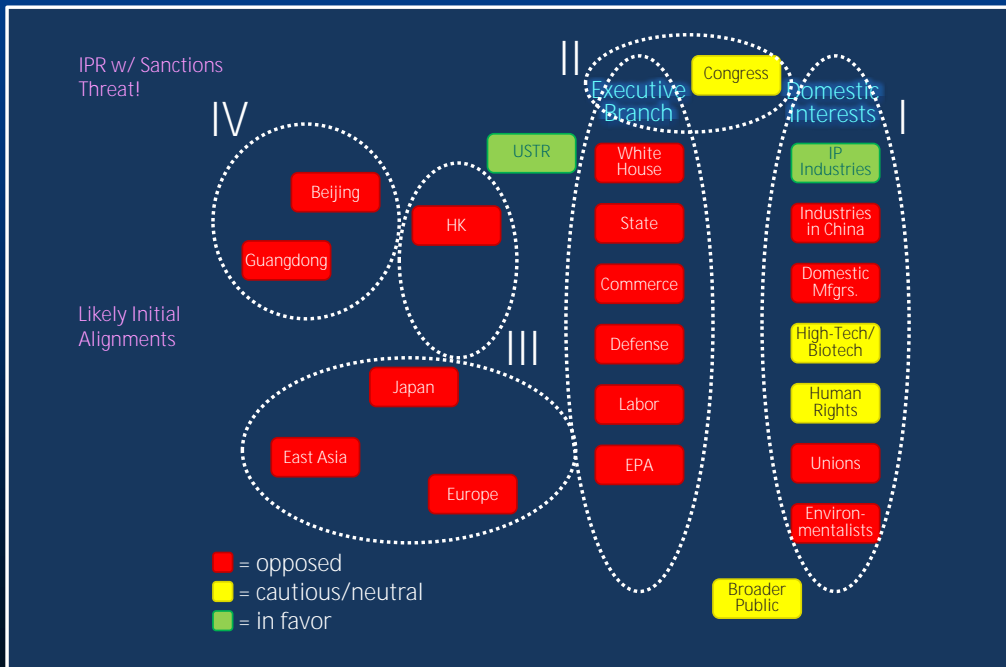 IPR w/ Sanctions
Threat!
IV
II
Congress
Executive
Branch
Domestic
Interests
I
USTR
White
House
IP
Industries
Beijing
HK
State
Industries
in China
Guangdong
Commerce
Domestic
Mfgrs.
Likely Initial
Alignments
III
Defense
High-Tech/
Biotech
Japan
Labor
Human
Rights
East Asia
Europe
EPA
Unions
Environ-
mentalists
= opposed
= cautious/neutral
= in favor
Broader
Public